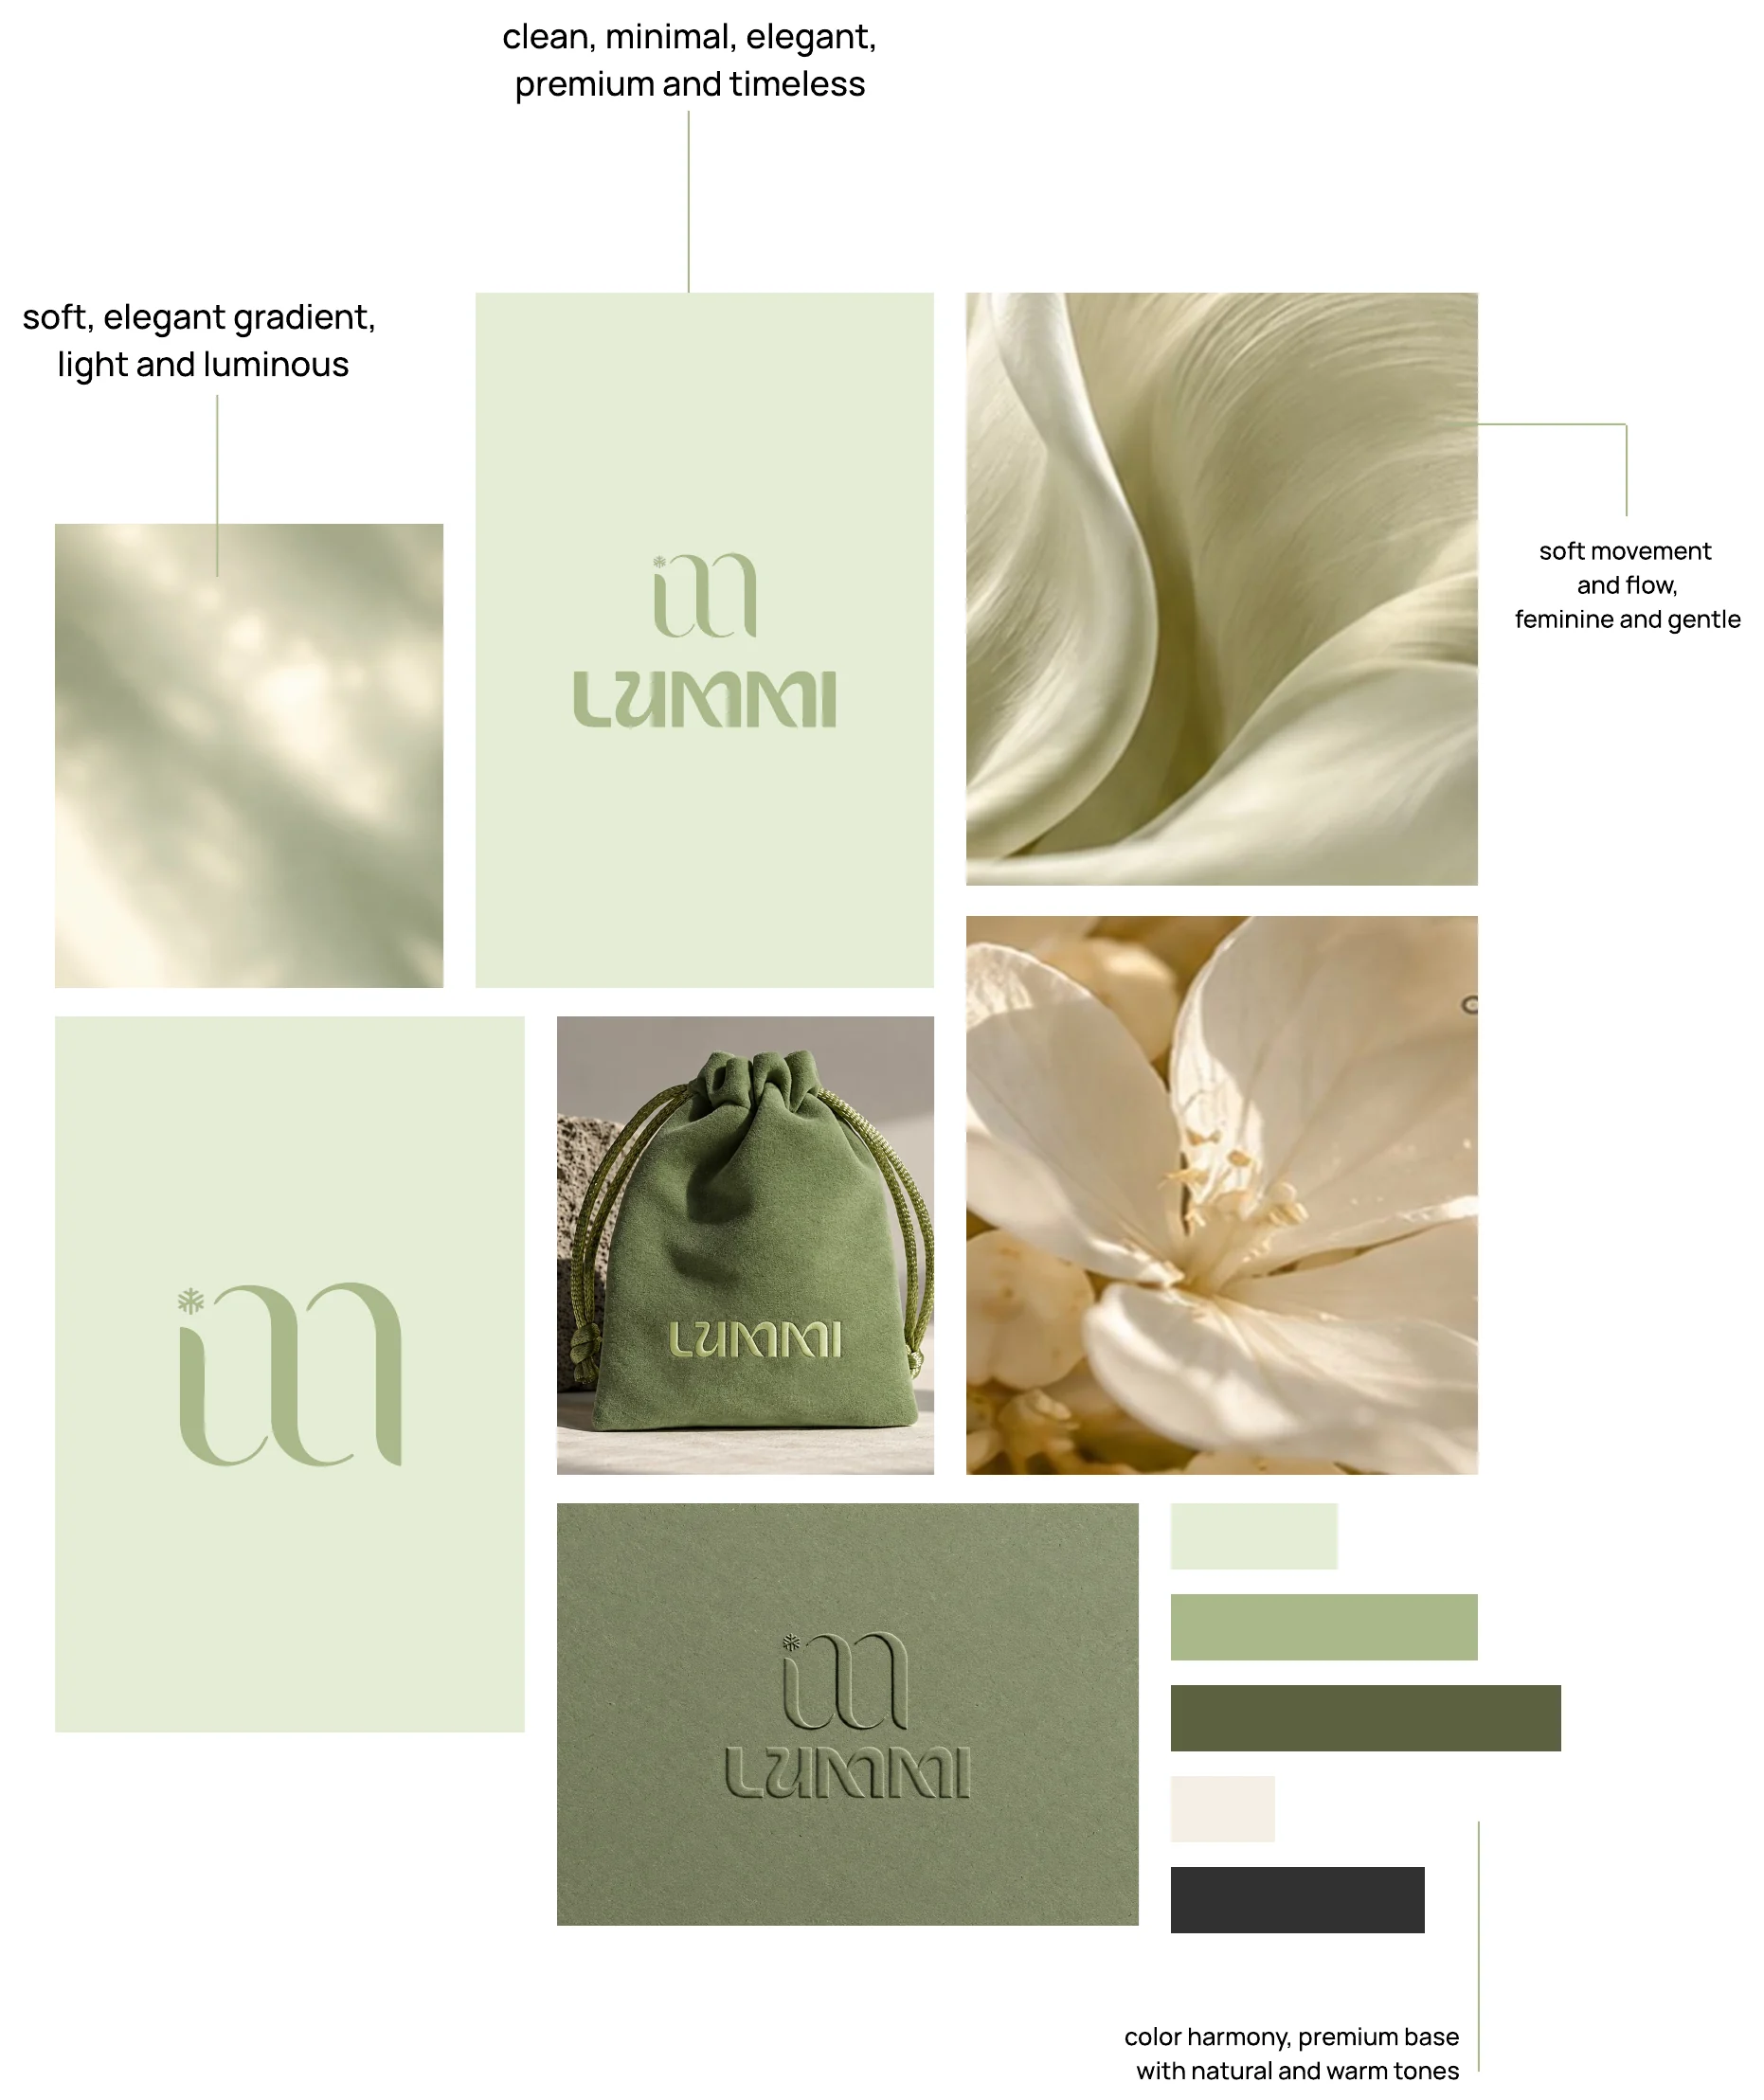 clean, minimal, elegant,
premium and timeless
soft, elegant gradient,
light and luminous
LUMMI
soft movement
and flow,
feminine and gentle
LUMMI
LUMMI
color harmony, premium base
with natural and warm tones